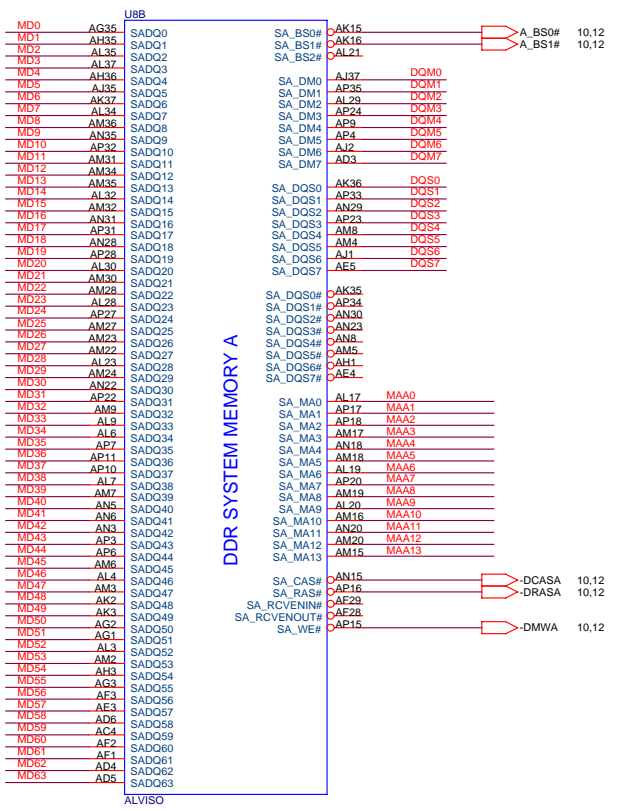 U8B
MD0 AG35 SADQ0
MD1 AH35 SADQ1
MD2 AL35 SADQ2
MD3 AL37 SADQ3
MD4 AH36 SADQ4
MD5 AJ35 SADQ5
MD6 AK37 SADQ6
MD7 AL34 SADQ7
MD8 AM36 SADQ8
MD9 AN35 SADQ9
MD10 AP32 SADQ10
MD11 AM31 SADQ11
MD12 AM34 SADQ12
MD13 AM35 SADQ13
MD14 AL32 SADQ14
MD15 AM32 SADQ15
MD16 AN31 SADQ16
MD17 AP31 SADQ17
MD18 AN28 SADQ18
MD19 AP28 SADQ19
MD20 AL30 SADQ20
MD21 AM30 SADQ21
MD22 AM28 SADQ22
MD23 AL28 SADQ23
MD24 AP27 SADQ24
MD25 AM27 SADQ25
MD26 AM23 SADQ26
MD27 AM22 SADQ27
MD28 AL23 SADQ28
MD29 AM24 SADQ29
MD30 AN22 SADQ30
MD31 AP22 SADQ31
MD32 AM9 SADQ32
MD33 AL9 SADQ33
MD34 AL6 SADQ34
MD35 AP7 SADQ35
MD36 AP11 SADQ36
MD37 AP10 SADQ37
MD38 AL7 SADQ38
MD39 AM7 SADQ39
MD40 AN5 SADQ40
MD41 AN6 SADQ41
MD42 AN3 SADQ42
MD43 AP3 SADQ43
MD44 AP6 SADQ44
MD45 AM6 SADQ45
MD46 AL4 SADQ46
MD47 AM3 SADQ47
MD48 AK2 SADQ48
MD49 AK3 SADQ49
MD50 AG2 SADQ50
MD51 AG1 SADQ51
MD52 AL3 SADQ52
MD53 AM2 SADQ53
MD54 AH3 SADQ54
MD55 AG3 SADQ55
MD56 AF3 SADQ56
MD57 AE3 SADQ57
MD58 AD6 SADQ58
MD59 AC4 SADQ59
MD60 AF2 SADQ60
MD61 AF1 SADQ61
MD62 AD4 SADQ62
MD63 AD5 SADQ63
DDR SYSTEM MEMORY A
SA_BS0# AK15 A_BS0# 10,12
SA_BS1# AK16 A_BS1# 10,12
SA_BS2# AL21
SA_DM0 AJ37 DQM0
SA_DM1 AP35 DQM1
SA_DM2 AL29 DQM2
SA_DM3 AP24 DQM3
SA_DM4 AP9 DQM4
SA_DM5 AP4 DQM5
SA_DM6 AJ2 DQM6
SA_DM7 AD3 DQM7
SA_DQS0 AK36 DQS0
SA_DQS1 AP33 DQS1
SA_DQS2 AN29 DQS2
SA_DQS3 AP23 DQS3
SA_DQS4 AM8 DQS4
SA_DQS5 AM4 DQS5
SA_DQS6 AJ1 DQS6
SA_DQS7 AE5 DQS7
SA_DQS0# AK35
SA_DQS1# AP34
SA_DQS2# AN30
SA_DQS3# AN23
SA_DQS4# AN8
SA_DQS5# AM5
SA_DQS6# AH1
SA_DQS7# AE4
SA_MA0 AL17 MAA0
SA_MA1 AP17 MAA1
SA_MA2 AP18 MAA2
SA_MA3 AM17 MAA3
SA_MA4 AN18 MAA4
SA_MA5 AM18 MAA5
SA_MA6 AL19 MAA6
SA_MA7 AP20 MAA7
SA_MA8 AM19 MAA8
SA_MA9 AL20 MAA9
SA_MA10 AM16 MAA10
SA_MA11 AN20 MAA11
SA_MA12 AM20 MAA12
SA_MA13 AM15 MAA13
SA_CAS# AN15 -DCASA 10,12
SA_RAS# AP16 -DRASA 10,12
SA_RCVENIN# AF29
SA_RCVENOUT# AF28
SA_WE# AP15 -DMWA 10,12
ALVISO